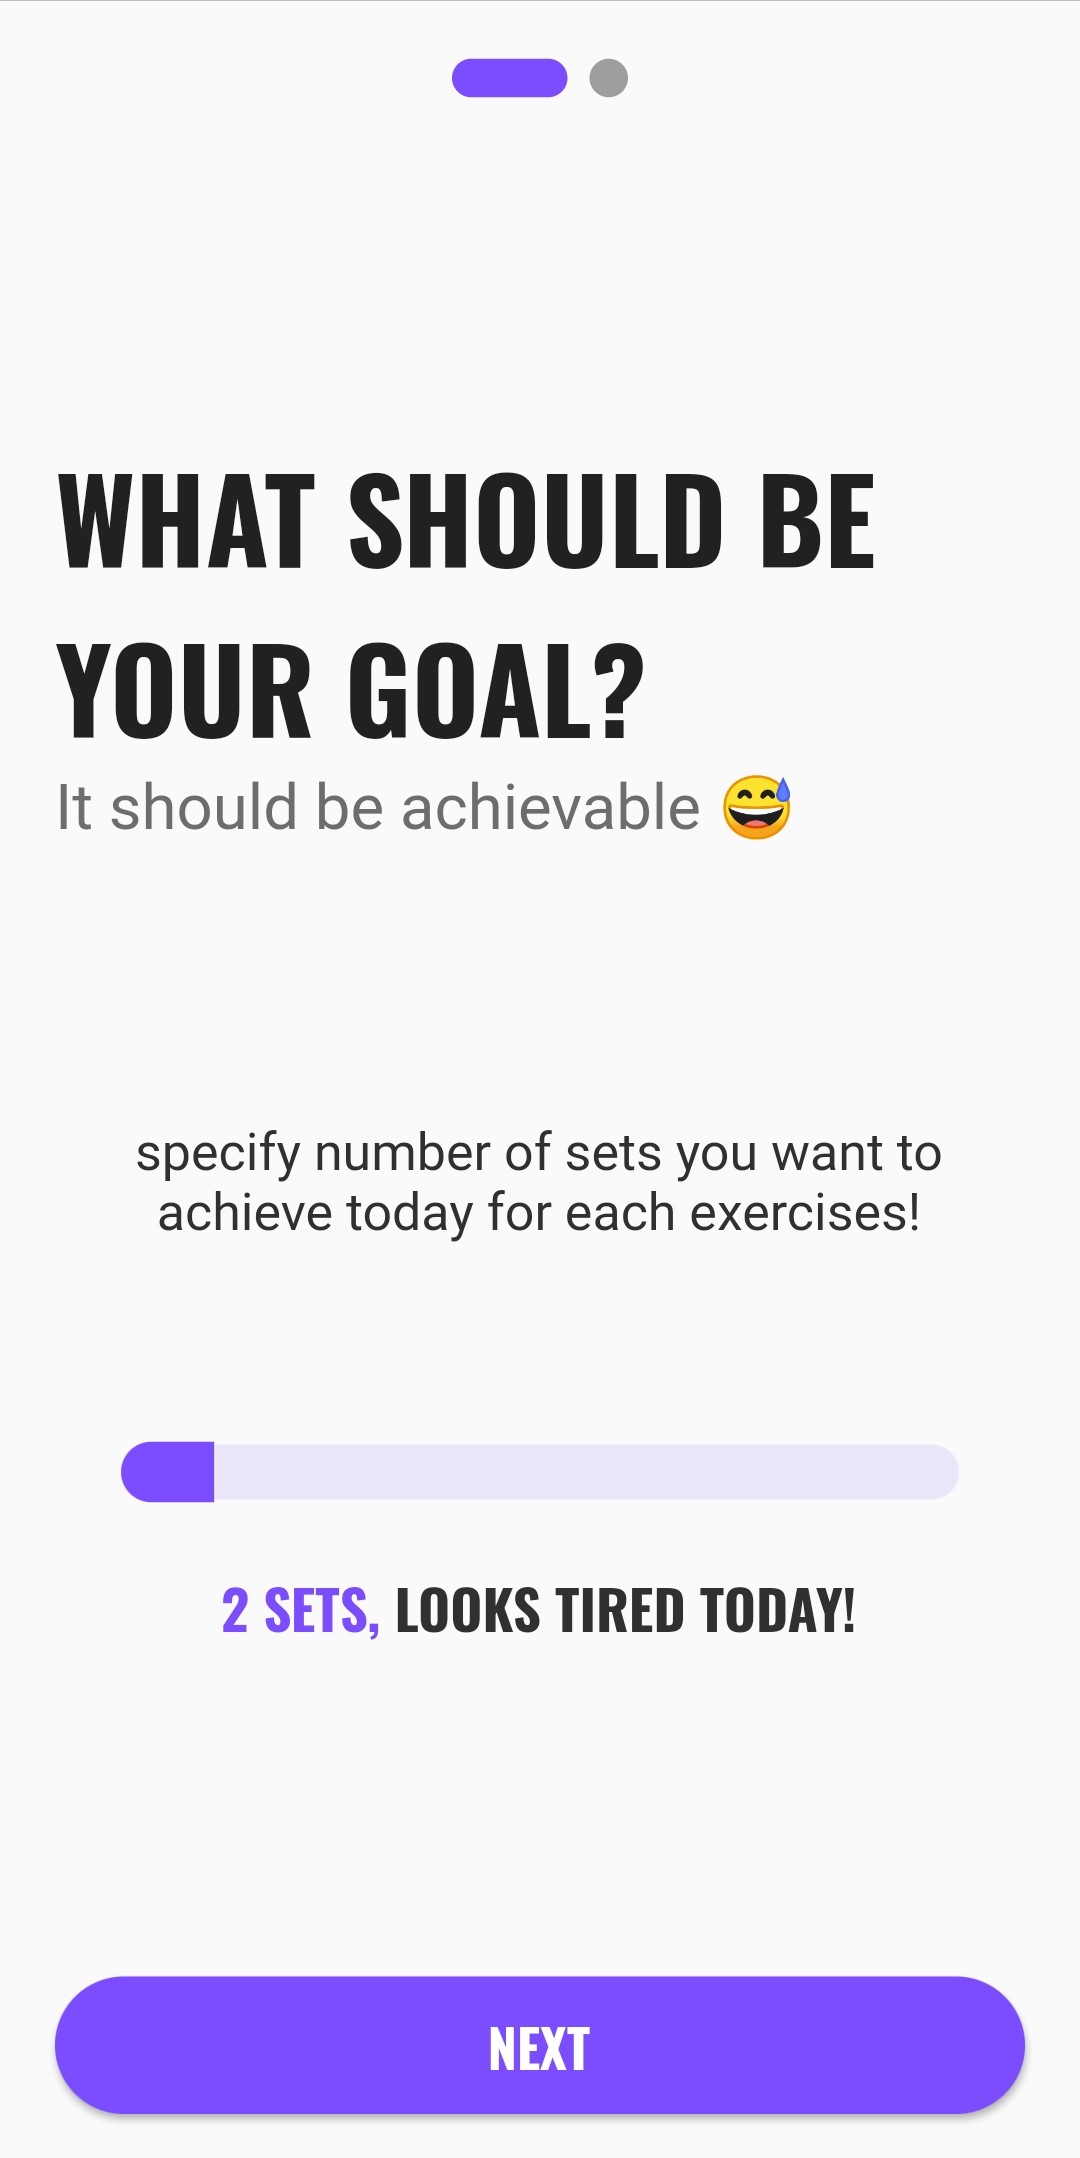 WHAT SHOULD BE
YOUR GOAL?
It should be achievable 😅
specify number of sets you want to
achieve today for each exercises!
2 SETS, LOOKS TIRED TODAY!
NEXT